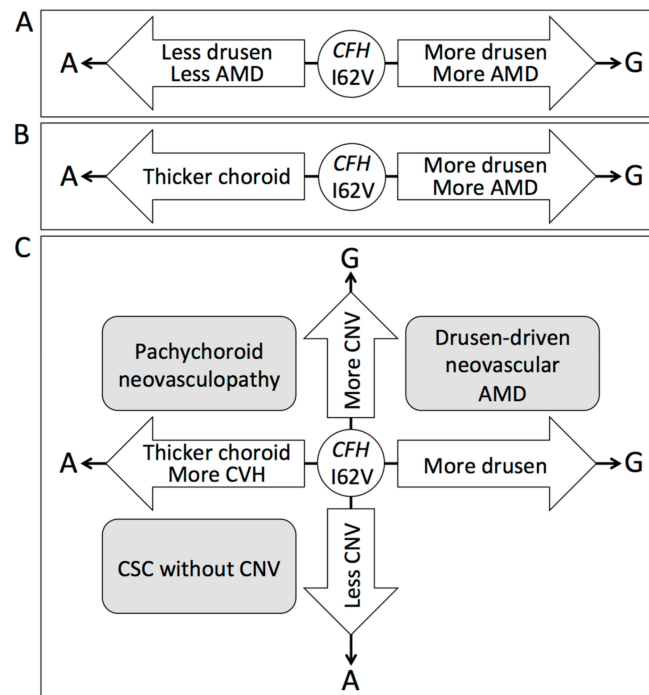 A
A
Less drusen
Less AMD
CFH
I62V
More drusen
More AMD
G
B
A
Thicker choroid
CFH
I62V
More drusen
More AMD
G
C
G
Pachychoroid
neovasculopathy
More CNV
Drusen-driven
neovascular
AMD
A
Thicker choroid
More CVH
CFH
I62V
More drusen
G
CSC without CNV
Less CNV
A